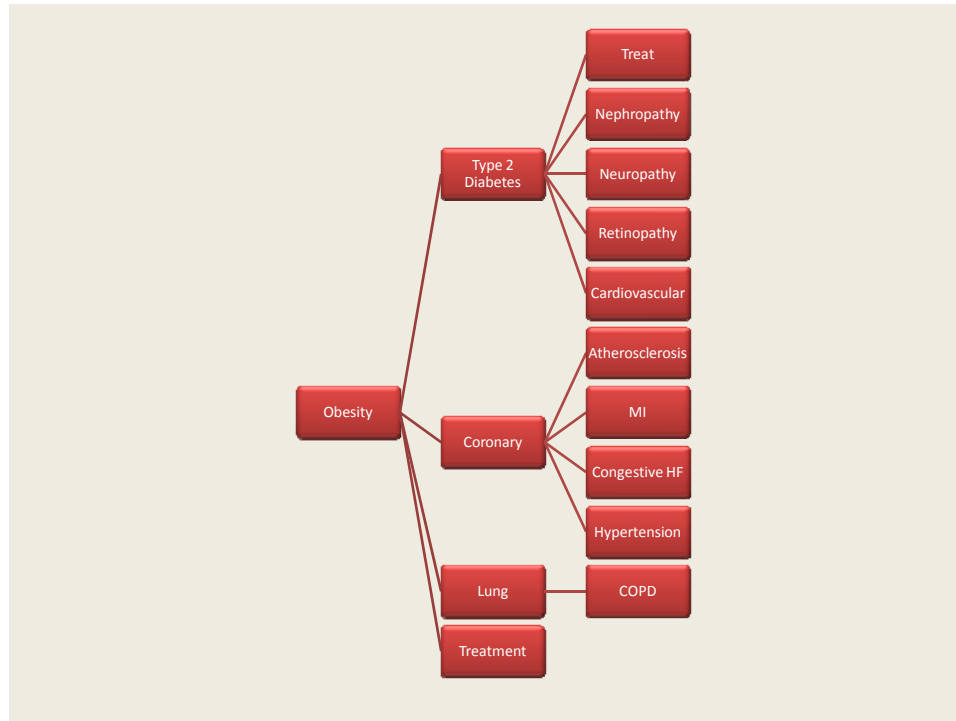 Obesity
Type 2
Diabetes
Treat
Nephropathy
Neuropathy
Retinopathy
Cardiovascular
Coronary
Atherosclerosis
MI
Congestive HF
Hypertension
Lung
COPD
Treatment